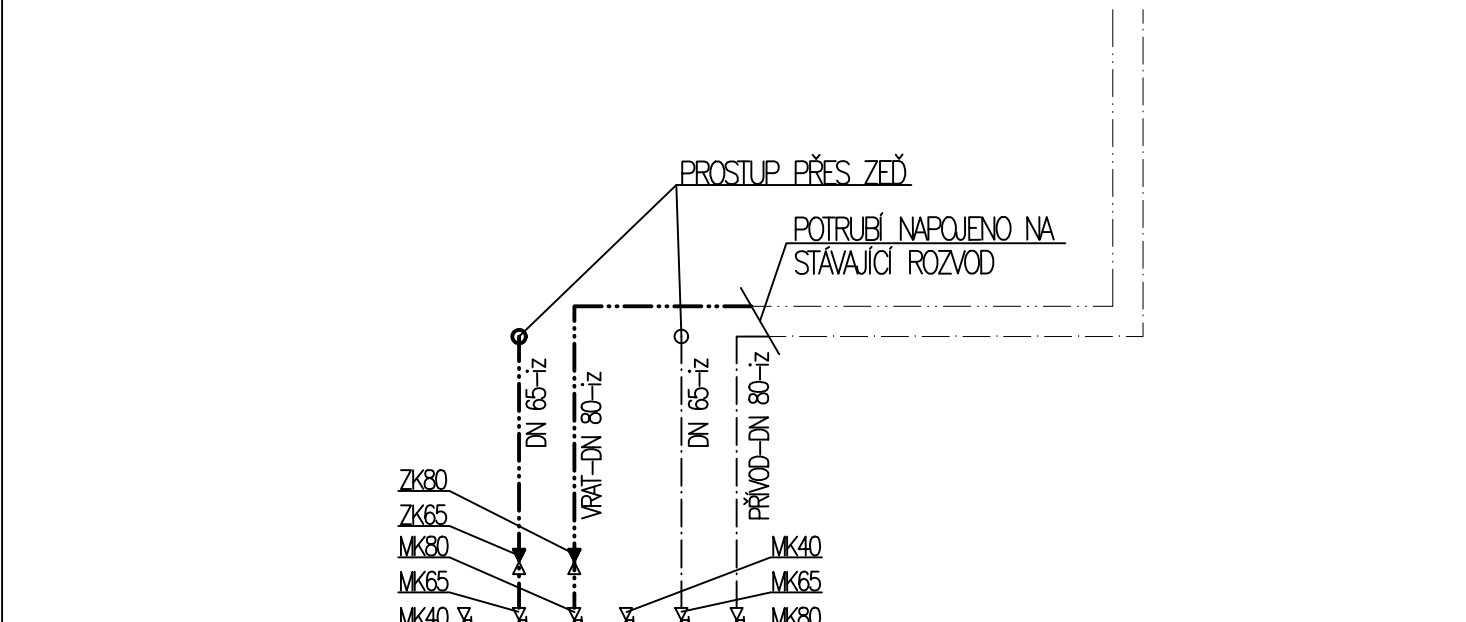 PROSTUP PŘES ZEĎ
POTRUBÍ NAPOJENO NA
STÁVAJÍCÍ ROZVOD
DN 65-iz
VRAT-DN 80-iz
DN 65-iz
PŘÍVOD-DN 80-iz
ZK80
ZK65
MK80
MK65
MK40
MK40
MK65
MK80